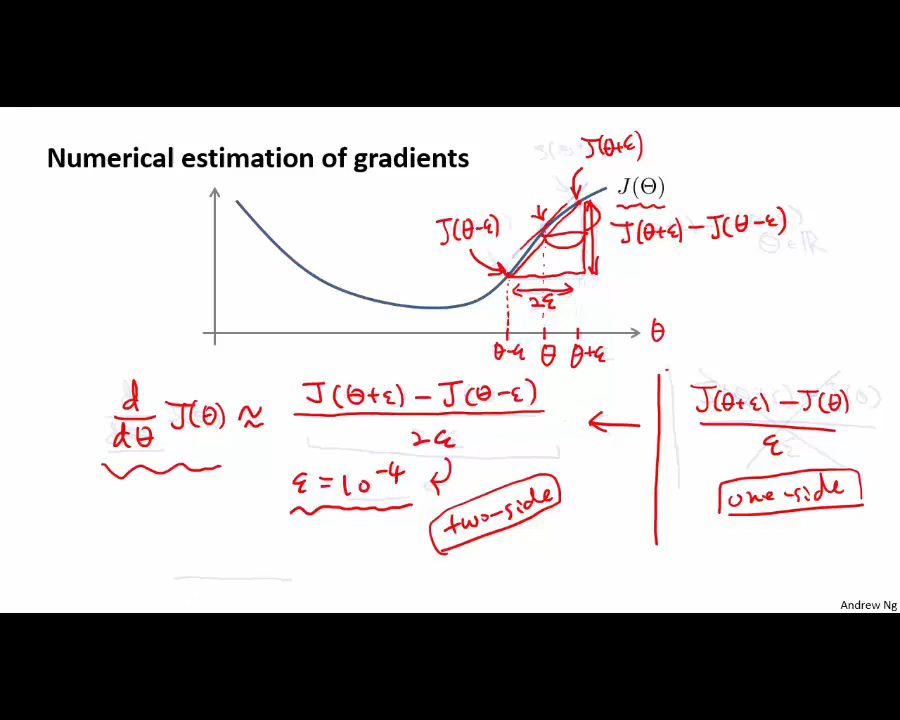 Numerical estimation of gradients
J(θ+ε)
J(Θ)
J(θ-ε)
J(θ+ε) - J(θ-ε)
Θ ∈ ℝ
2ε
θ
θ-ε θ θ+ε
d/dθ J(θ) ≈ J(θ+ε) - J(θ-ε) / 2ε
J(θ+ε) - J(θ) / ε
ε = 10^-4
two-side
one-side
Andrew Ng